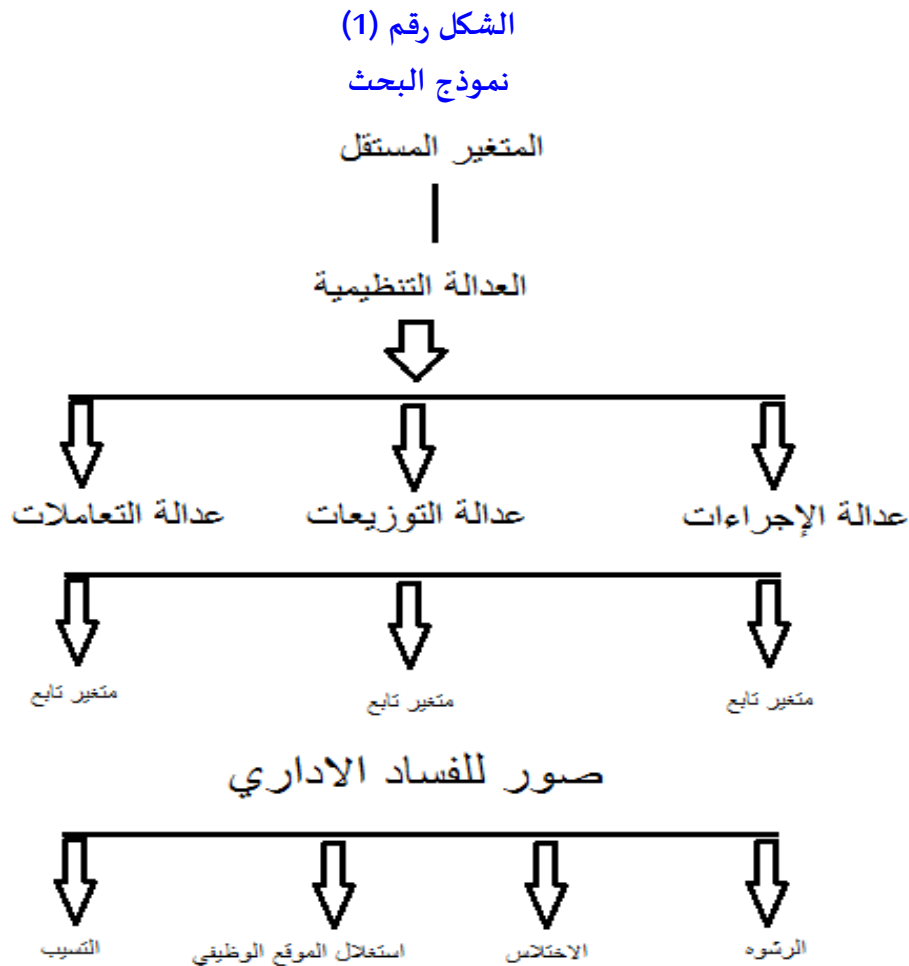 الشكل رقم (1)
نموذج البحث
المتغير المستقل
العدالة التنظيمية
عدالة الإجراءات عدالة التوزيعات عدالة التعاملات
متغير تابع متغير تابع متغير تابع
صور للفساد الاداري
الرشوه الاختلاس استغلال الموقع الوظيفي التسيب